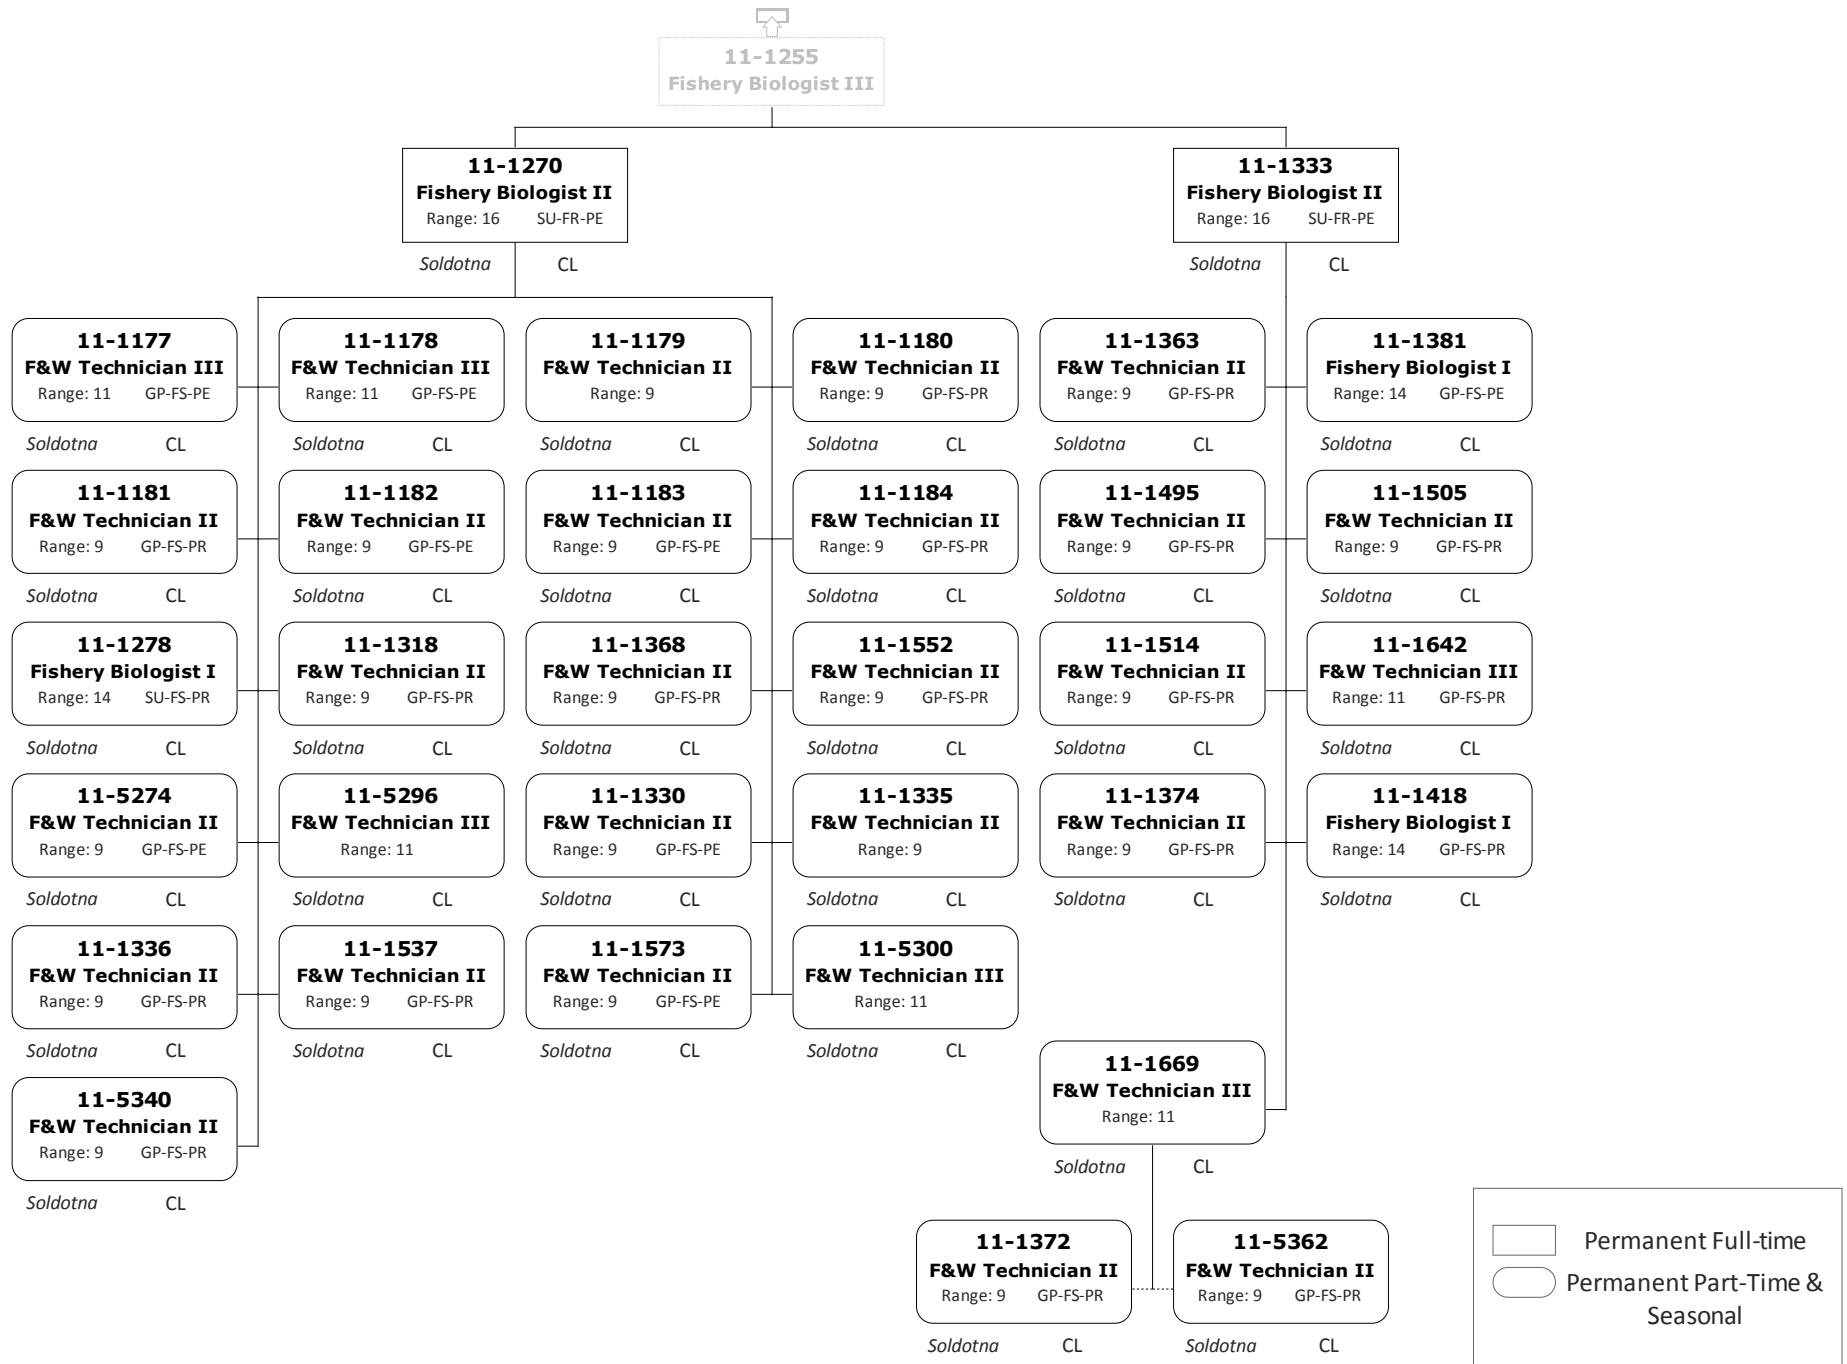 11-1255
Fishery Biologist III
11-1270
Fishery Biologist II
Range: 16 SU-FR-PE
Soldotna CL
11-1333
Fishery Biologist II
Range: 16 SU-FR-PE
Soldotna CL
11-1177
F&W Technician III
Range: 11 GP-FS-PE
Soldotna CL
11-1178
F&W Technician III
Range: 11 GP-FS-PE
Soldotna CL
11-1179
F&W Technician II
Range: 9
Soldotna CL
11-1180
F&W Technician II
Range: 9 GP-FS-PR
Soldotna CL
11-1363
F&W Technician II
Range: 9 GP-FS-PR
Soldotna CL
11-1381
Fishery Biologist I
Range: 14 GP-FS-PE
Soldotna CL
11-1181
F&W Technician II
Range: 9 GP-FS-PR
Soldotna CL
11-1182
F&W Technician II
Range: 9 GP-FS-PE
Soldotna CL
11-1183
F&W Technician II
Range: 9 GP-FS-PE
Soldotna CL
11-1184
F&W Technician II
Range: 9 GP-FS-PR
Soldotna CL
11-1495
F&W Technician II
Range: 9 GP-FS-PR
Soldotna CL
11-1505
F&W Technician II
Range: 9 GP-FS-PR
Soldotna CL
11-1278
Fishery Biologist I
Range: 14 SU-FS-PR
Soldotna CL
11-1318
F&W Technician II
Range: 9 GP-FS-PR
Soldotna CL
11-1368
F&W Technician II
Range: 9 GP-FS-PR
Soldotna CL
11-1552
F&W Technician II
Range: 9 GP-FS-PR
Soldotna CL
11-1514
F&W Technician II
Range: 9 GP-FS-PR
Soldotna CL
11-1642
F&W Technician III
Range: 11 GP-FS-PR
Soldotna CL
11-5274
F&W Technician II
Range: 9 GP-FS-PE
Soldotna CL
11-5296
F&W Technician III
Range: 11
Soldotna CL
11-1330
F&W Technician II
Range: 9 GP-FS-PE
Soldotna CL
11-1335
F&W Technician II
Range: 9
Soldotna CL
11-1374
F&W Technician II
Range: 9 GP-FS-PR
Soldotna CL
11-1418
Fishery Biologist I
Range: 14 GP-FS-PR
Soldotna CL
11-1336
F&W Technician II
Range: 9 GP-FS-PR
Soldotna CL
11-1537
F&W Technician II
Range: 9 GP-FS-PR
Soldotna CL
11-1573
F&W Technician II
Range: 9 GP-FS-PE
Soldotna CL
11-5300
F&W Technician III
Range: 11
Soldotna CL
11-1669
F&W Technician III
Range: 11
Soldotna CL
11-5340
F&W Technician II
Range: 9 GP-FS-PR
Soldotna CL
11-1372
F&W Technician II
Range: 9 GP-FS-PR
Soldotna CL
11-5362
F&W Technician II
Range: 9 GP-FS-PR
Soldotna CL
Permanent Full-time
Permanent Part-Time &
Seasonal